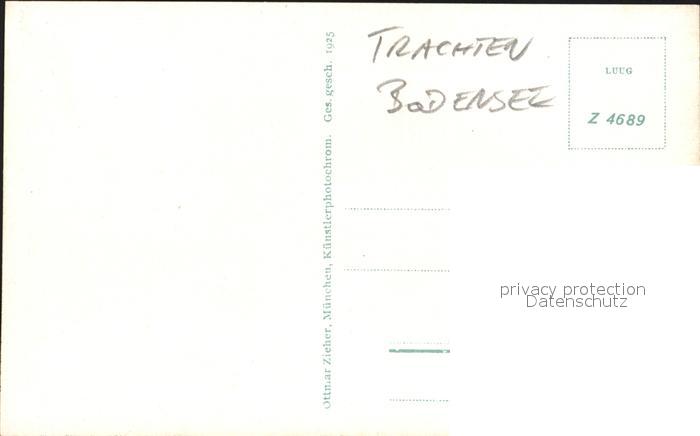 TRACHTEN
BODENSEE
LUUG
Z 4689
Ottmar Zieher, München, Künstlerphotochrom. Ges. gesch. 1925
privacy protection
Datenschutz